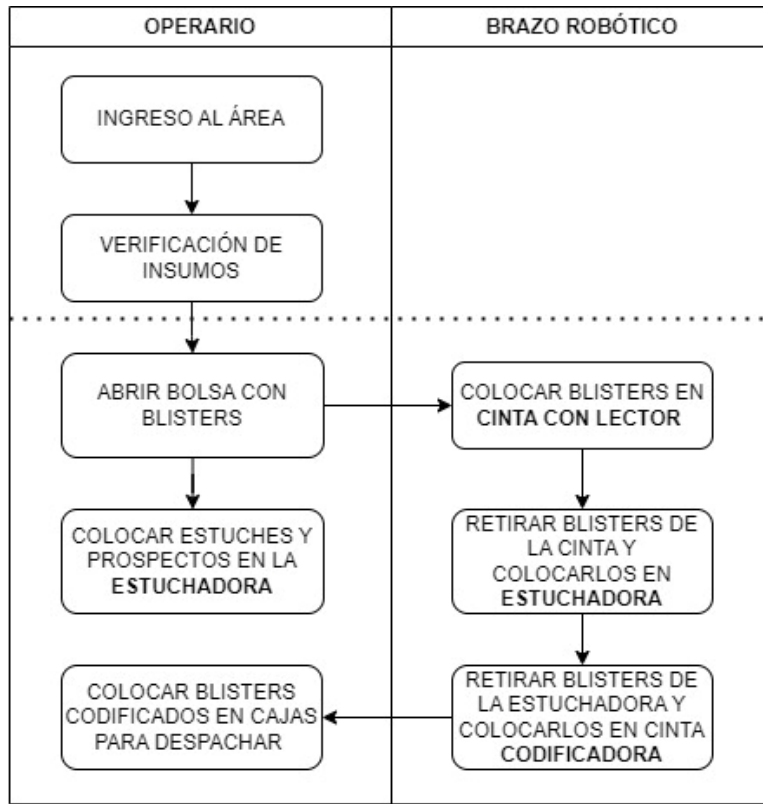 OPERARIO
BRAZO ROBÓTICO
INGRESO AL ÁREA
VERIFICACIÓN DE
INSUMOS
ABRIR BOLSA CON
BLISTERS
COLOCAR BLISTERS EN
CINTA CON LECTOR
COLOCAR ESTUCHES Y
PROSPECTOS EN LA
ESTUCHADORA
RETIRAR BLISTERS DE
LA CINTA Y
COLOCARLOS EN
ESTUCHADORA
RETIRAR BLISTERS DE
LA ESTUCHADORA Y
COLOCARLOS EN CINTA
CODIFICADORA
COLOCAR BLISTERS
CODIFICADOS EN CAJAS
PARA DESPACHAR